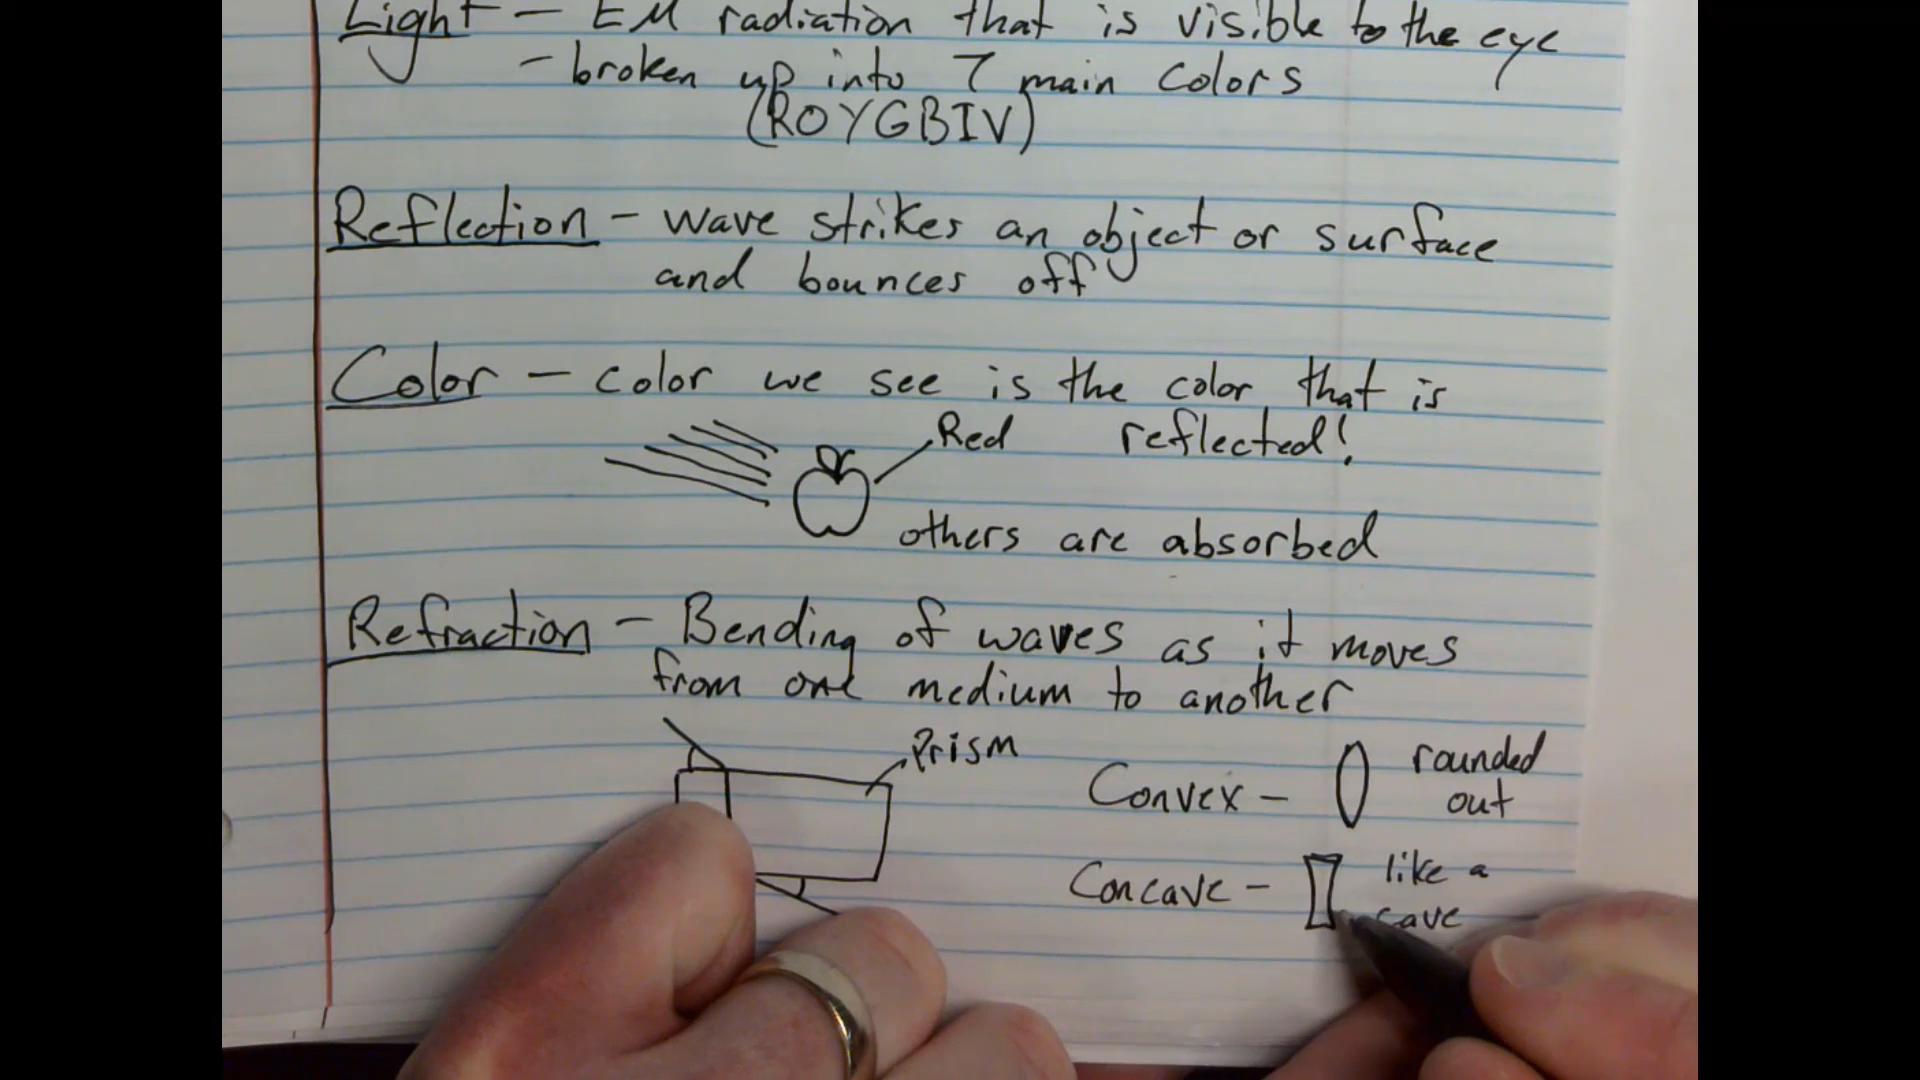 Light - EM radiation that is visible to the eye
- broken up into 7 main colors
(ROYGBIV)
Reflection - wave strikes an object or surface
and bounces off
Color - color we see is the color that is
reflected!
Red
others are absorbed
Refraction - Bending of waves as it moves
from one medium to another
Prism
Convex - rounded
out
Concave - like a
cave